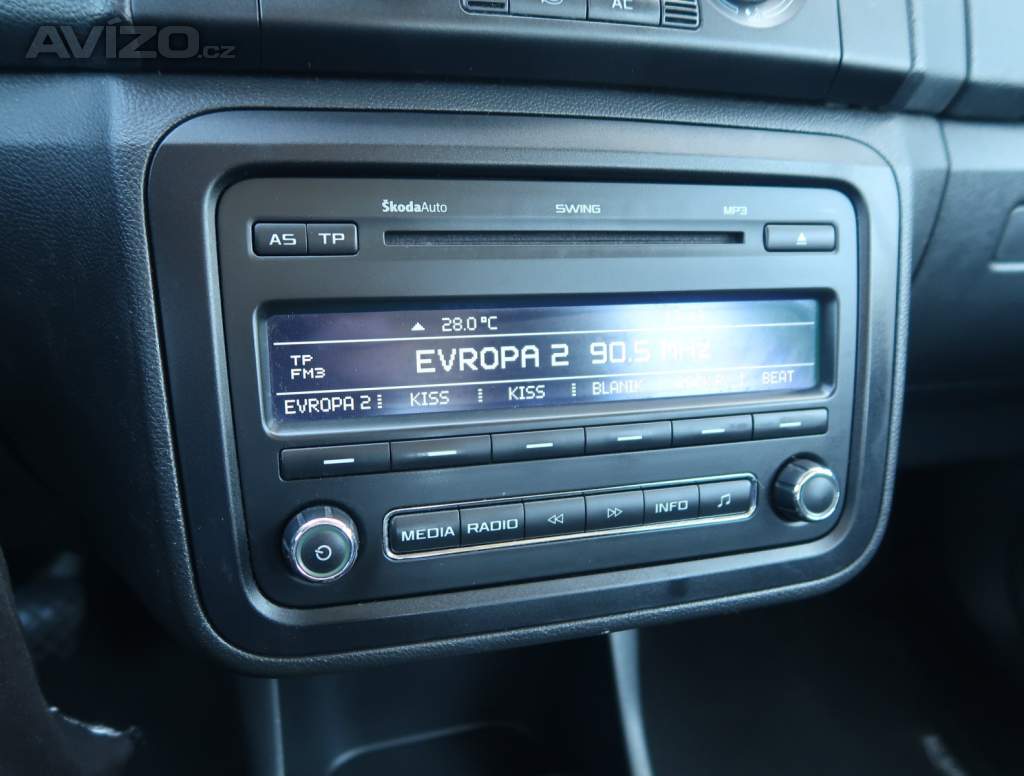 AVÍZO.cz
AC
ŠkodaAuto SWING MP3
AS TP
28.0 °C
TP
FM3
EVROPA 2 90.5 MHZ
EVROPA 2 KISS KISS BLANIK BEAT
MEDIA RADIO INFO